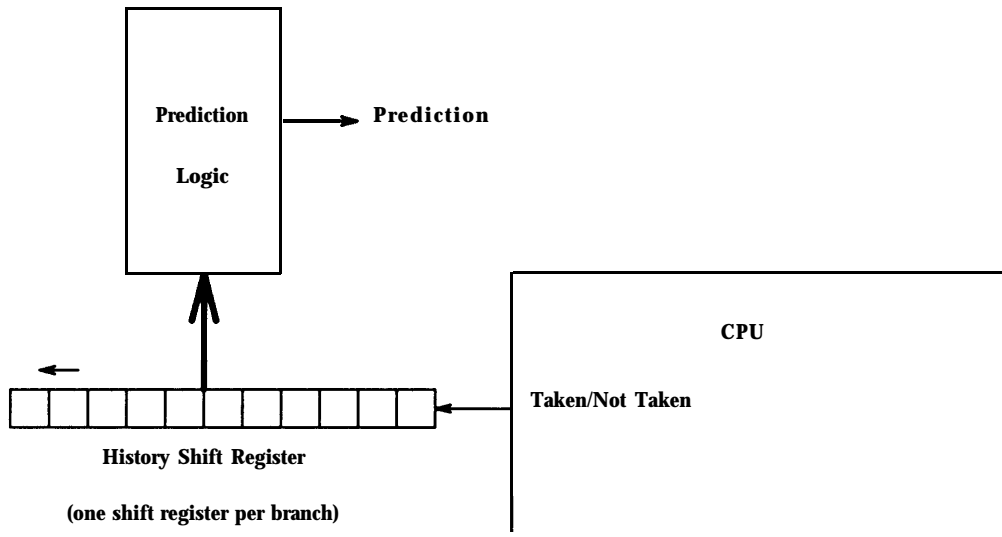 Prediction
Logic
Prediction
CPU
Taken/Not Taken
History Shift Register
(one shift register per branch)